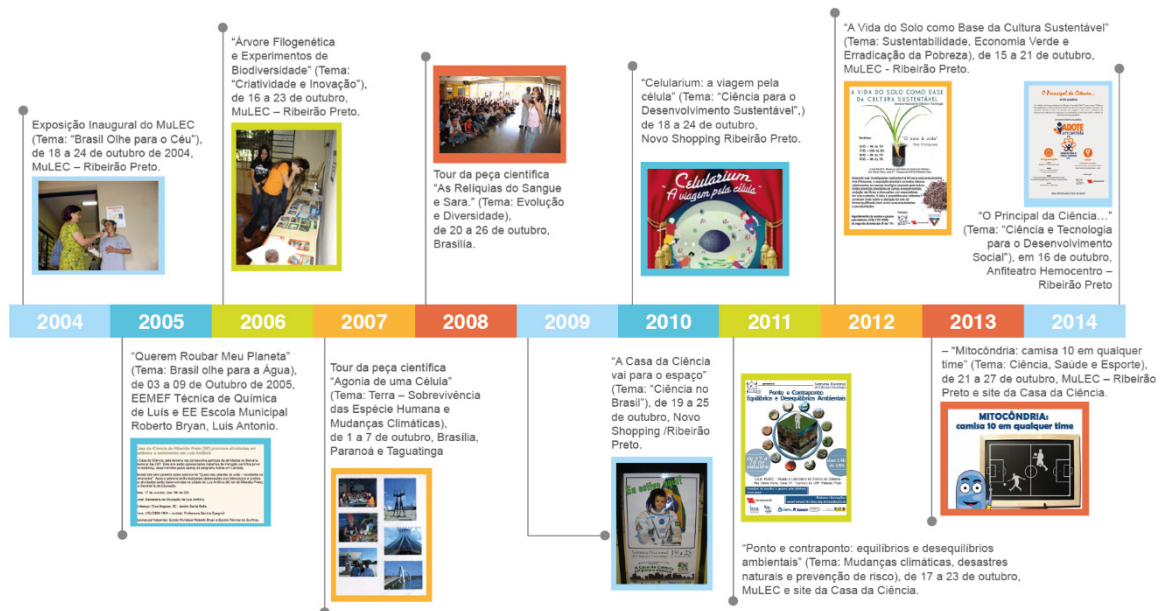 Exposição Inaugural do MuLEC
(Tema: “Brasil Olhe para o Céu”),
de 18 a 24 de outubro de 2004,
MuLEC – Ribeirão Preto.
“Árvore Filogenética
e Experimentos de
Biodiversidade” (Tema:
“Criatividade e Inovação”),
de 16 a 23 de outubro,
MuLEC – Ribeirão Preto.
Tour da peça científica
“As Relíquias do Sangue
e Sara.” (Tema: Evolução
e Diversidade),
de 20 a 26 de outubro,
Brasilía.
“Celularium: a viagem pela
célula” (Tema: “Ciência para o
Desenvolvimento Sustentável”,)
de 18 a 24 de outubro,
Novo Shopping Ribeirão Preto.
Celularium
“A viagem pela célula”
“A Vida do Solo como Base da Cultura Sustentável”
(Tema: Sustentabilidade, Economia Verde e
Erradicação da Pobreza), de 15 a 21 de outubro,
MuLEC - Ribeirão Preto.
A VIDA DO SOLO COMO BASE
DA CULTURA SUSTENTÁVEL
O Principal da Ciência...
ADOTE
“O Principal da Ciência…”
(Tema: “Ciência e Tecnologia
para o Desenvolvimento
Social”), em 16 de outubro,
Anfiteatro Hemocentro –
Ribeirão Preto
2004
2005
2006
2007
2008
2009
2010
2011
2012
2013
2014
“Querem Roubar Meu Planeta”
(Tema: Brasil olhe para a Água),
de 03 a 09 de Outubro de 2005,
EEMEF Técnica de Química
de Luis e EE Escola Municipal
Roberto Bryan, Luis Antonio.
Tour da peça científica
“Agonia de uma Célula”
(Tema: Terra – Sobrevivência
das Espécie Humana e
Mudanças Climáticas),
de 1 a 7 de outubro, Brasília,
Paranoá e Taguatinga
“A Casa da Ciência
vai para o espaço”
(Tema: “Ciência no
Brasil”), de 19 a 25
de outubro, Novo
Shopping /Ribeirão
Preto.
Eu estive aqui!
Ponto e Contraponto
Equilíbrios e Desequilíbrios Ambientais
“Ponto e contraponto: equilíbrios e desequilíbrios
ambientais” (Tema: Mudanças climáticas, desastres
naturais e prevenção de risco), de 17 a 23 de outubro,
MuLEC e site da Casa da Ciência.
– “Mitocôndria: camisa 10 em qualquer
time” (Tema: Ciência, Saúde e Esporte),
de 21 a 27 de outubro, MuLEC – Ribeirão
Preto e site da Casa da Ciência.
MITOCÔNDRIA:
camisa 10 em qualquer time